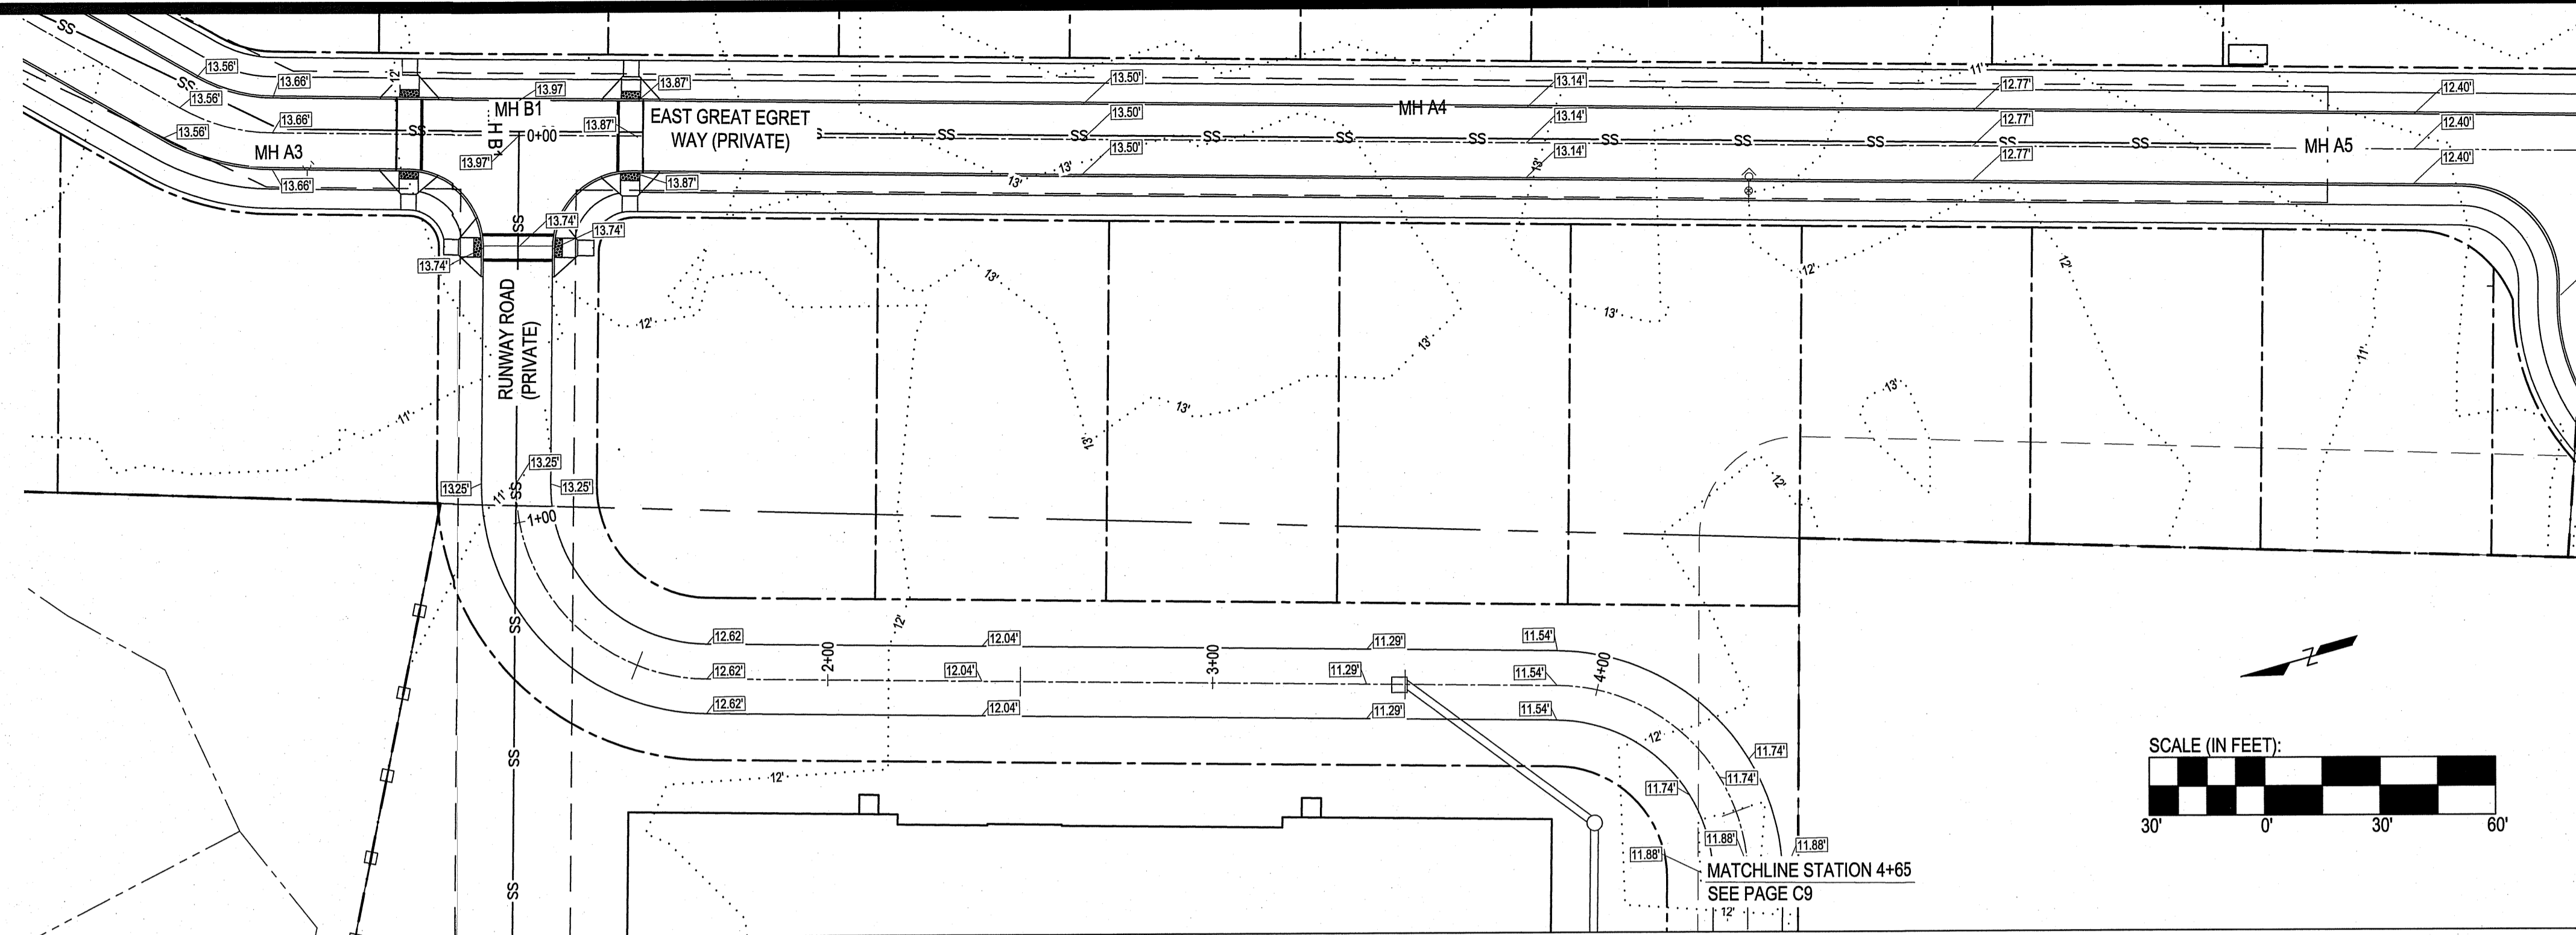 SS
13.56'
13.66'
12'
13.97
13.87'
13.50'
13.14'
11'
12.77'
12.40'
SS
13.56'
13.66'
SS
MH B1
0+00
13.87'
EAST GREAT EGRET
WAY (PRIVATE)
S
SS
SS
13.50'
SS
SS
MH A4
SS
13.14'
SS
SS
SS
12.77'
SS
SS
12.40'
13.56'
MH A3
13.66'
13.97'
13.87'
13'
13'
13.50'
13'
13.14'
12.77'
MH A5
12.40'
SS
13.74'
13.74'
13.74'
RUNWAY ROAD
(PRIVATE)
12'
13'
13'
13'
13'
13'
12'
12'
13'
11'
11'
12'
13.25'
13.25'
13.25'
SS
11'
1+00
SS
12.62
12.62'
12.62'
2+00
12'
12.04'
12.04'
12.04'
3+00
11.29'
11.29'
11.29'
11.54'
11.54'
11.54'
4+00
SS
12'
12'
11.74'
11.74'
11.74'
11.88'
11.88'
11.88'
SS
MATCHLINE STATION 4+65
SEE PAGE C9
12'
Z
SCALE (IN FEET):
30'
0'
30'
60'